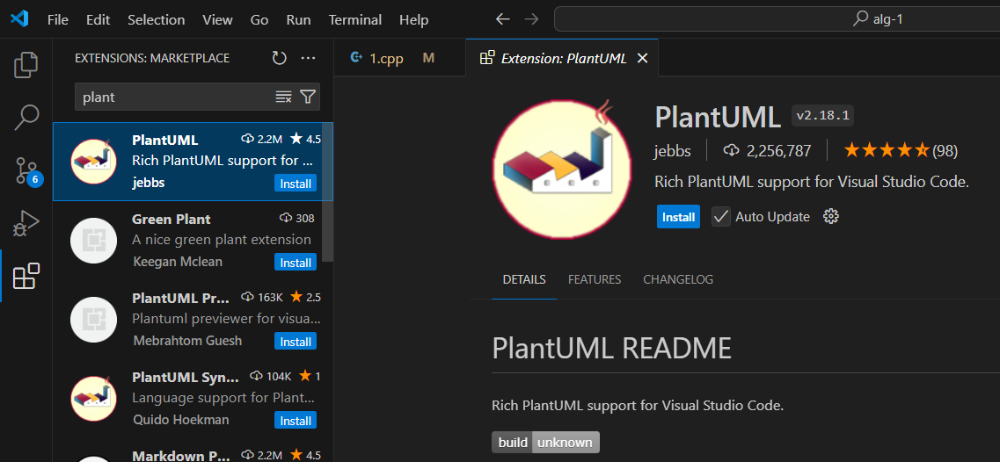 File Edit Selection View Go Run Terminal Help
alg-1
EXTENSIONS: MARKETPLACE
1.cpp M
Extension: PlantUML
plant
PlantUML 2.2M 4.5
Rich PlantUML support for ...
jebbs Install
Green Plant 308
A nice green plant extension
Keegan Mclean Install
PlantUML Pr... 163K 2.5
Plantuml previewer for visua...
Mebrahtom Guesh Install
PlantUML Syn... 104K 1
Language support for Plant...
Quido Hoekman Install
Markdown P... 2.2M 4.5
6
PlantUML v2.18.1
jebbs 2,256,787 (98)
Rich PlantUML support for Visual Studio Code.
Install Auto Update
DETAILS FEATURES CHANGELOG
PlantUML README
Rich PlantUML support for Visual Studio Code.
build unknown